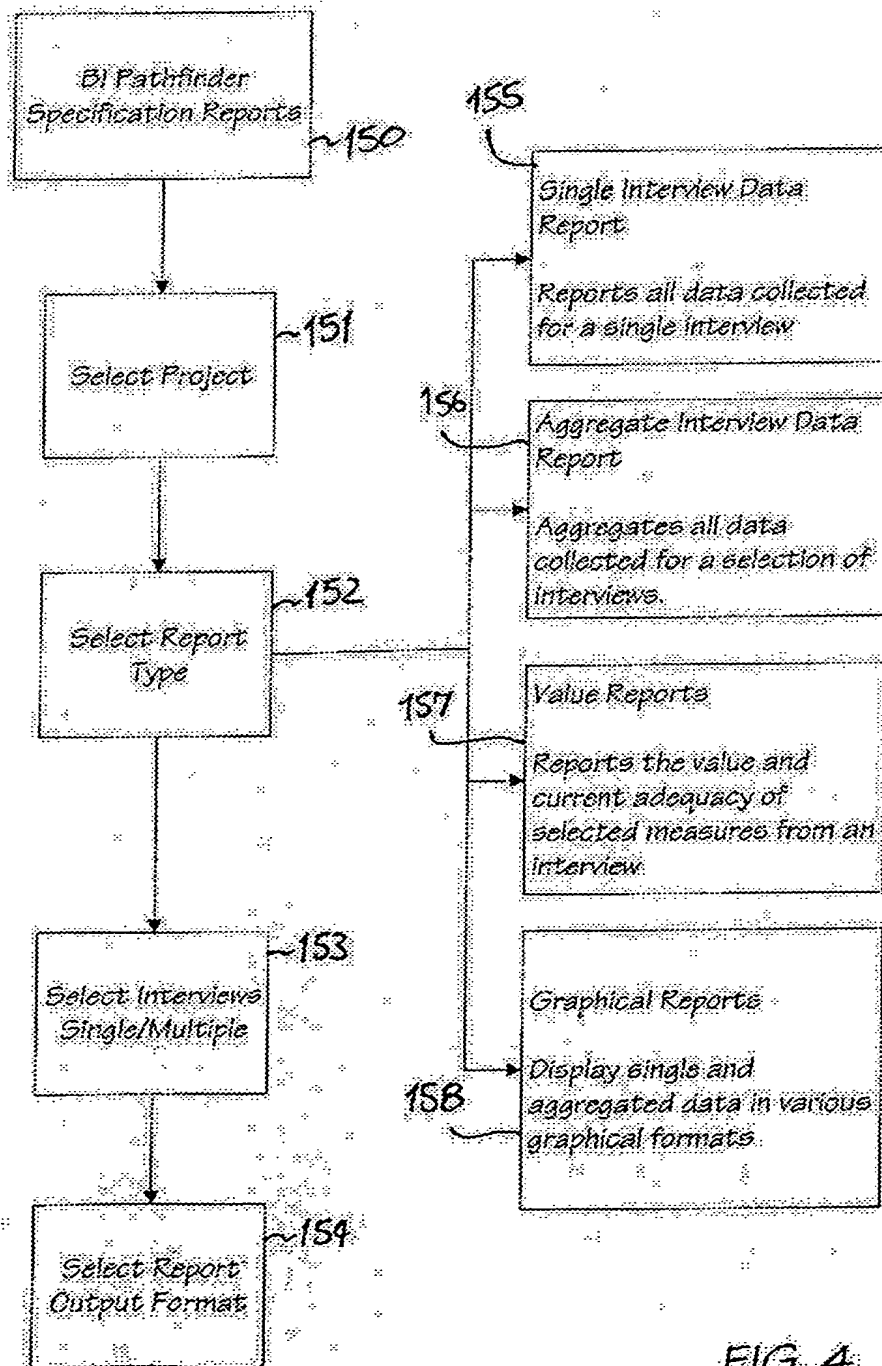 BI Pathfinder
Specification Reports
150
Select Project
151
Select Report
Type
152
Select Interviews
Single/Multiple
153
Select Report
Output Format
154
155
Single Interview Data
Report
Reports all data collected
for a single interview
156
Aggregate Interview Data
Report
Aggregates all data
collected for a selection of
interviews.
157
Value Reports
Reports the value and
current adequacy of
selected measures from an
interview
158
Graphical Reports
Display single and
aggregated data in various
graphical formats
FIG. 4